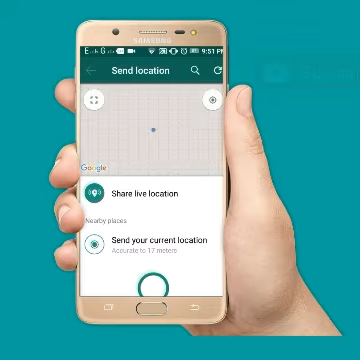 SAMSUNG
9:51 PM
Send location
Google
Share live location
Nearby places
Send your current location
Accurate to 17 meters